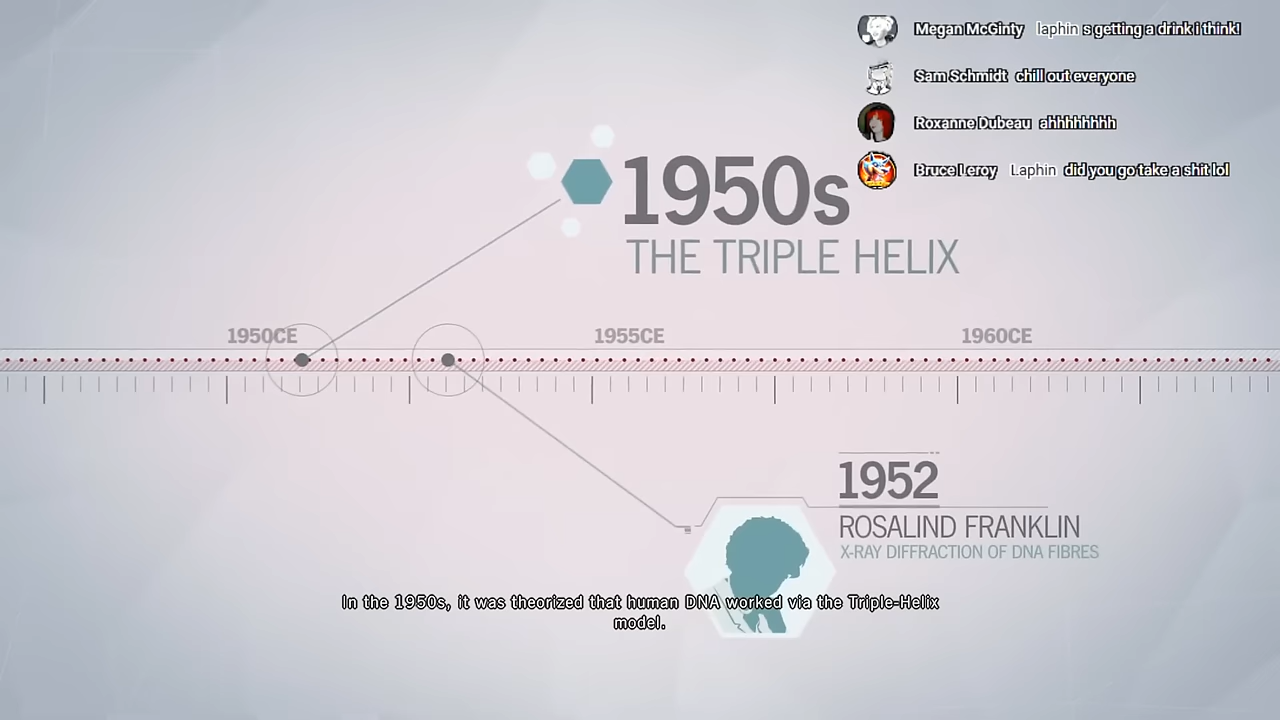 Megan McGinty laphin s getting a drink i think!
Sam Schmidt chill out everyone
Roxanne Dubeau ahhhhhhhh
Bruce Leroy Laphin did you go take a shit lol
1950s
THE TRIPLE HELIX
1950CE
1955CE
1960CE
1952
ROSALIND FRANKLIN
X-RAY DIFFRACTION OF DNA FIBRES
In the 1950s, it was theorized that human DNA worked via the Triple-Helix
model.